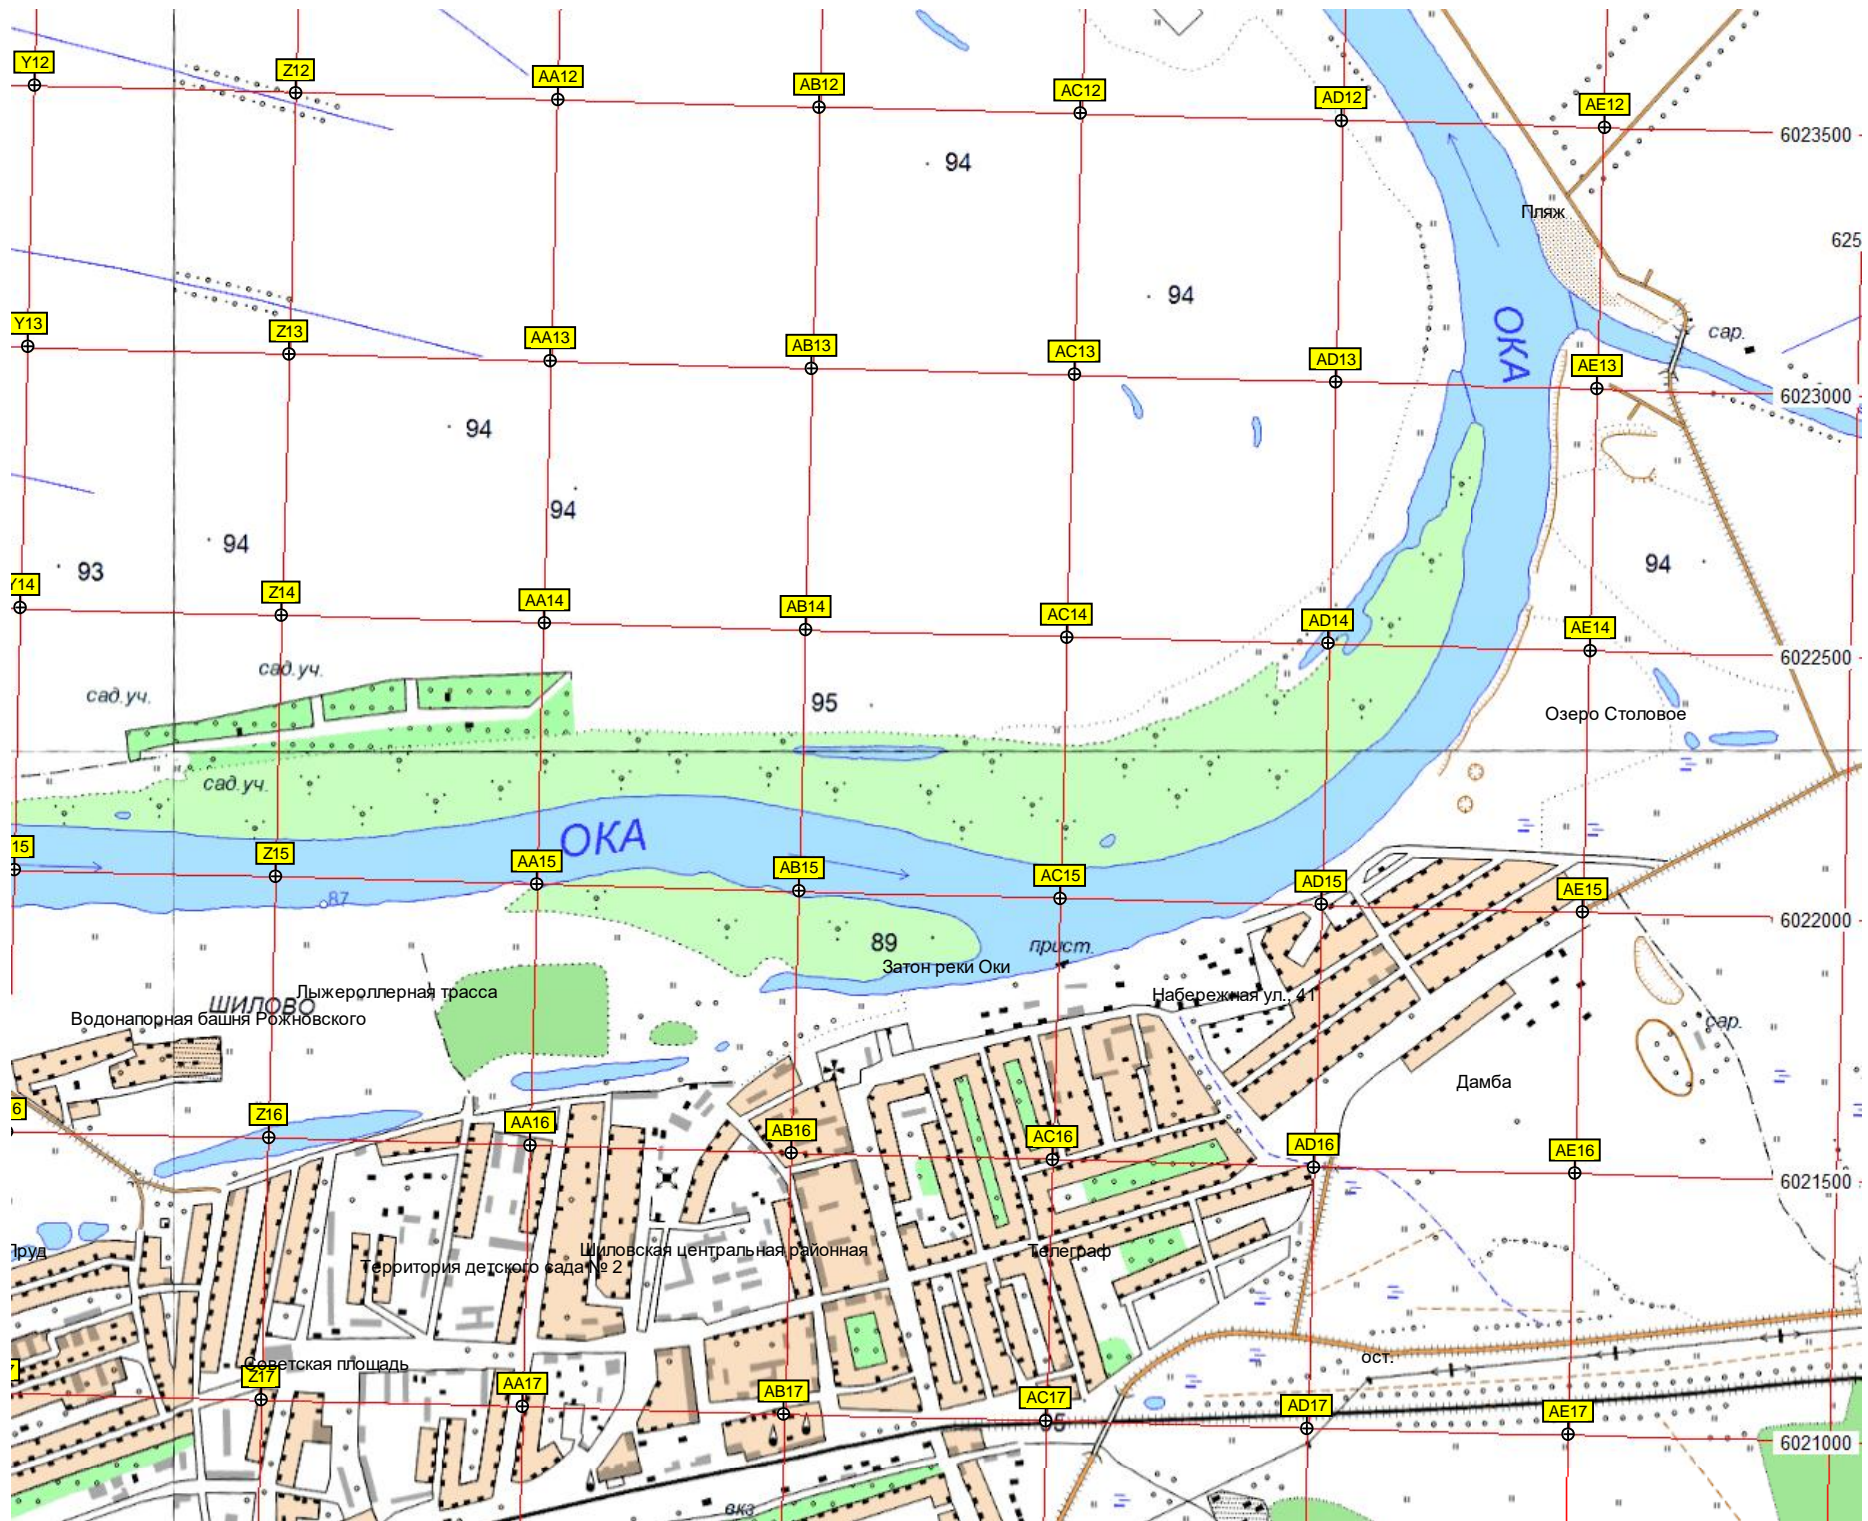 Y12
Z12
AA12
AB12
AC12
AD12
AE12
6023500
94
Пляж
625
94
ОКА
сар.
Y13
Z13
AA13
AB13
AC13
AD13
AE13
6023000
94
94
94
93
94
Y14
Z14
AA14
AB14
AC14
AD14
AE14
6022500
сад.уч.
сад.уч.
95
Озеро Столовое
сад.уч.
ОКА
15
Z15
AA15
AB15
AC15
AD15
AE15
6022000
87
89
прист.
Затон реки Оки
Лыжероллерная трасса
ШИЛОВО
Набережная ул., 41
Водонапорная башня Рожновского
сар.
Дамба
6
Z16
AA16
AB16
AC16
AD16
AE16
6021500
Пруд
Шиловская центральная районная
Телеграф
Территория детского сада № 2
Советская площадь
ост.
7
Z17
AA17
AB17
AC17
AD17
AE17
6021000
вкз